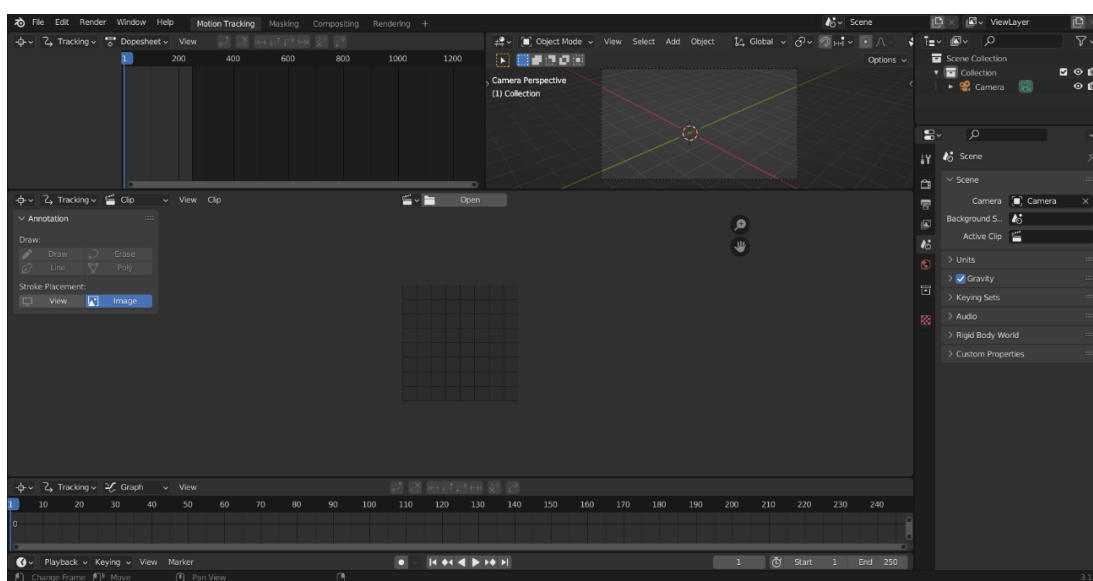 File Edit Render Window Help Motion Tracking Masking Compositing Rendering + Scene ViewLayer
Tracking Dopesheet View
1 200 400 600 800 1000 1200
Object Mode View Select Add Object Global
Options
Camera Perspective
(1) Collection
Scene Collection
Collection
Camera
Tracking Clip View Clip Open
Annotation
Draw:
Draw Erase
Line Poly
Stroke Placement:
View Image
Scene
Scene
Camera Camera
Background S..
Active Clip
Units
Gravity
Keying Sets
Audio
Rigid Body World
Custom Properties
Tracking Graph View
1 10 20 30 40 50 60 70 80 90 100 110 120 130 140 150 160 170 180 190 200 210 220 230 240
0
Playback Keying View Marker 1 Start 1 End 250
Change Frame Move Pan View 3.1